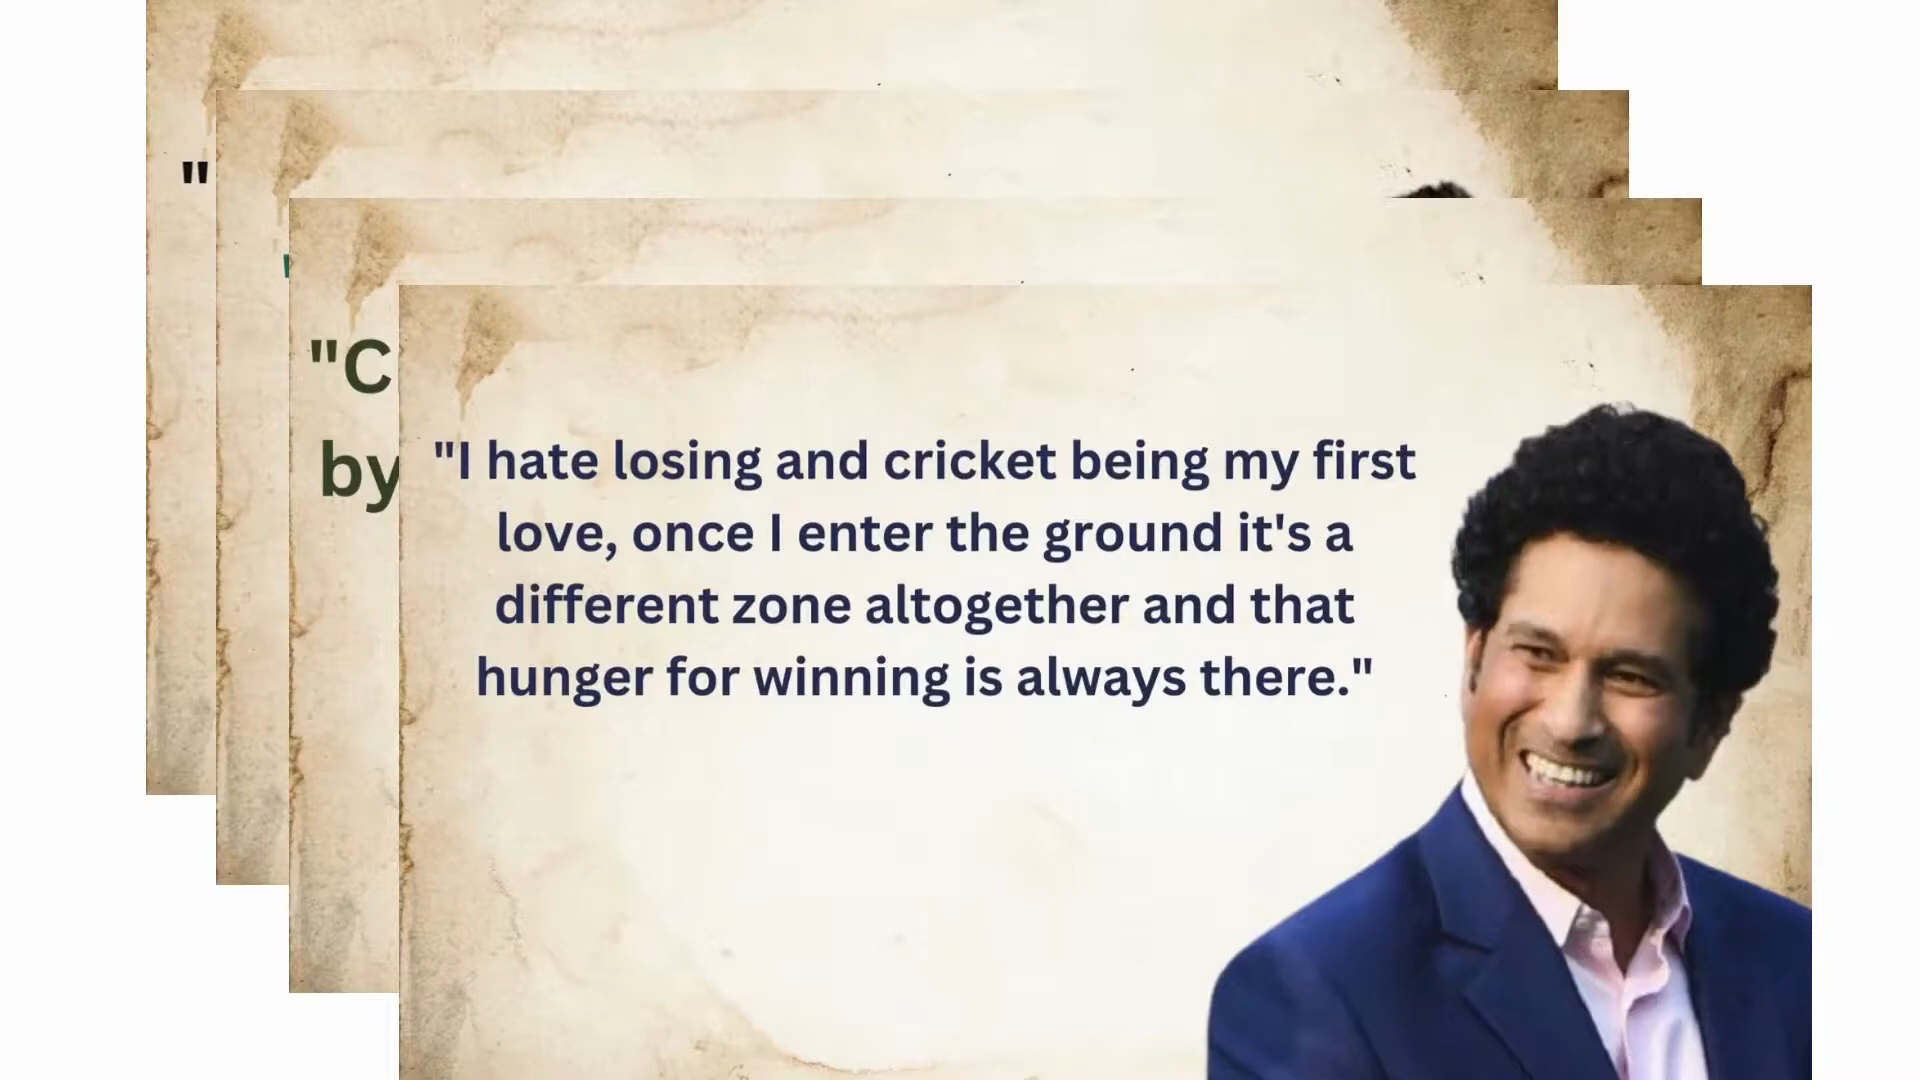 "
"C
by
"I hate losing and cricket being my first
love, once I enter the ground it's a
different zone altogether and that
hunger for winning is always there."